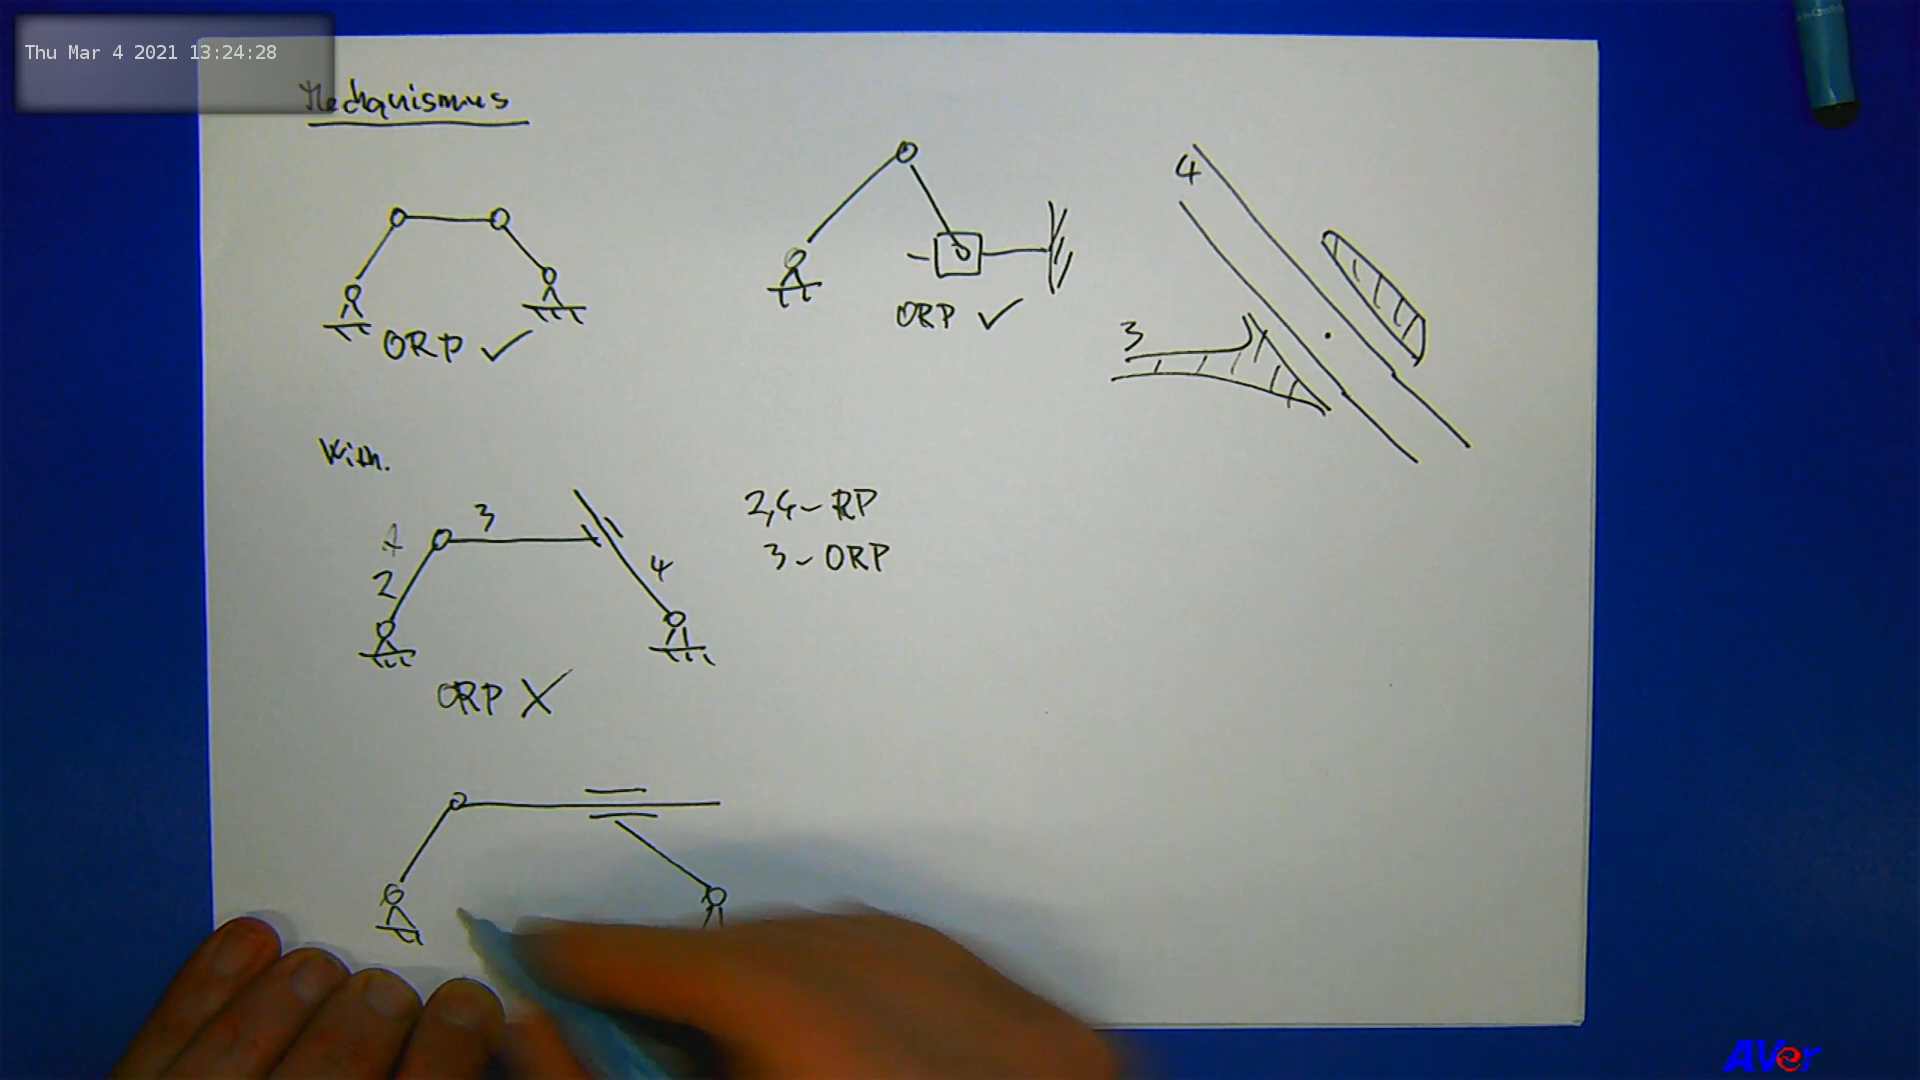 Thu Mar 4 2021 13:24:28
Mechanismus
ORP ✓
ORP ✓
4
3
2,4 - RP
3 - ORP
3
4
2
ORP X
AVer